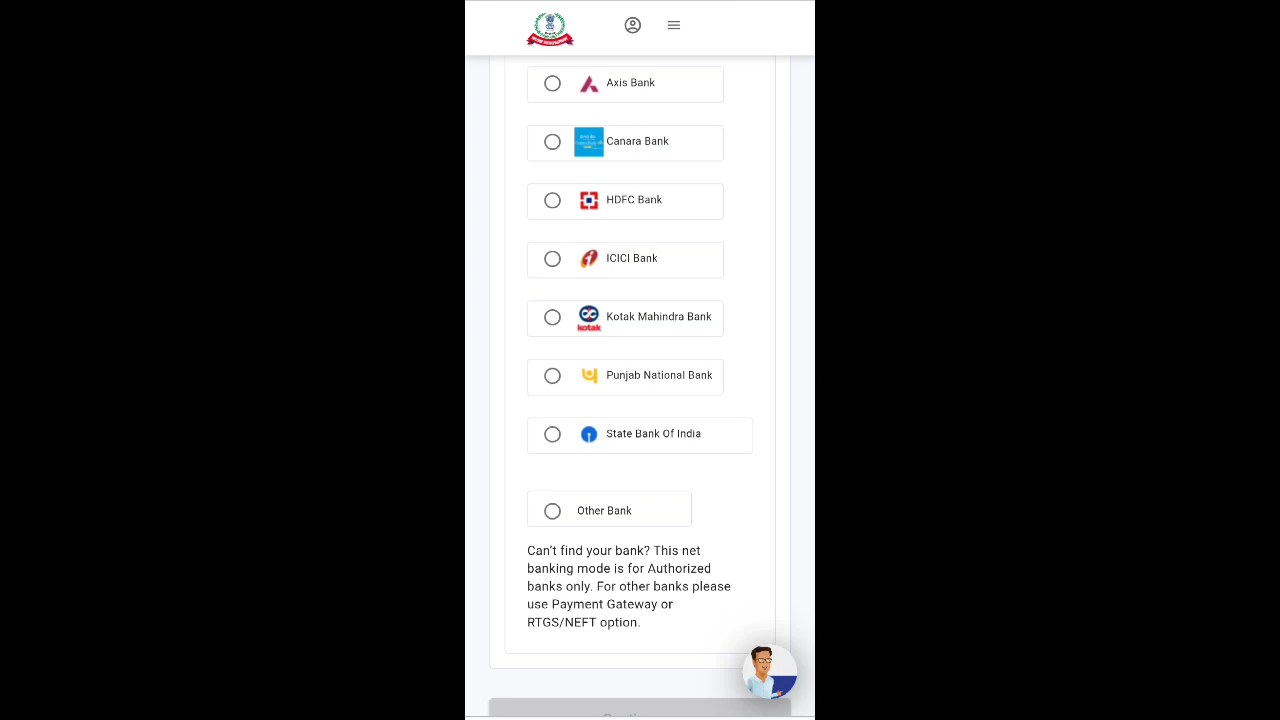 Axis Bank
Canara Bank
HDFC Bank
ICICI Bank
kotak
Kotak Mahindra Bank
Punjab National Bank
State Bank Of India
Other Bank
Can't find your bank? This net
banking mode is for Authorized
banks only. For other banks please
use Payment Gateway or
RTGS/NEFT option.